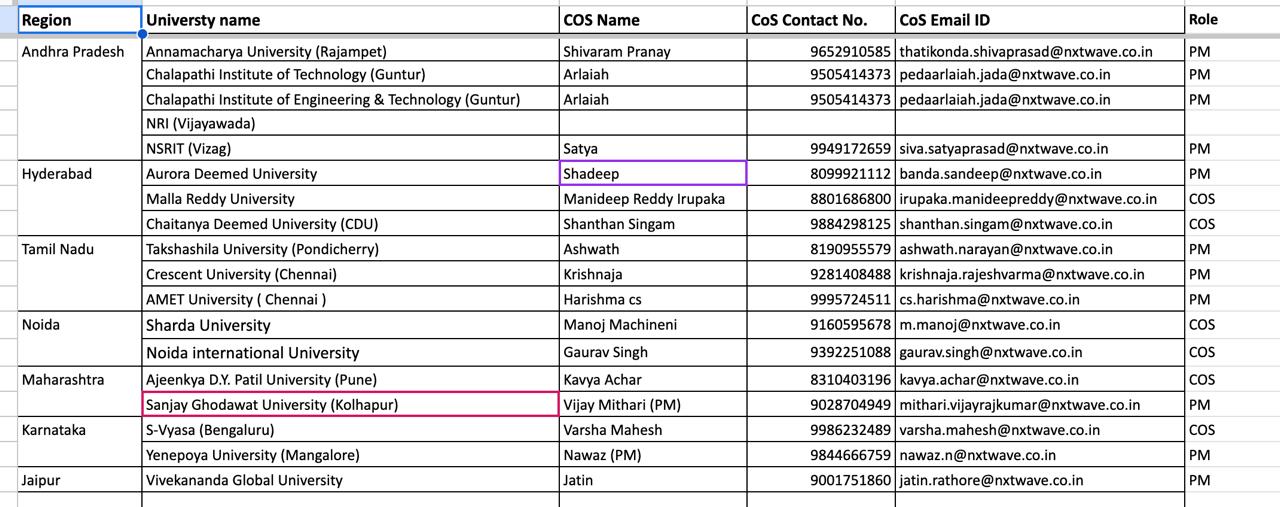 Region Universty name COS Name CoS Contact No. CoS Email ID Role
Andhra Pradesh Annamacharya University (Rajampet) Shivaram Pranay 9652910585 thatikonda.shivaprasad@nxtwave.co.in PM
Chalapathi Institute of Technology (Guntur) Arlaiah 9505414373 pedaarlaiah.jada@nxtwave.co.in PM
Chalapathi Institute of Engineering & Technology (Guntur) Arlaiah 9505414373 pedaarlaiah.jada@nxtwave.co.in PM
NRI (Vijayawada)
NSRIT (Vizag) Satya 9949172659 siva.satyaprasad@nxtwave.co.in PM
Hyderabad Aurora Deemed University Shadeep 8099921112 banda.sandeep@nxtwave.co.in PM
Malla Reddy University Manideep Reddy Irupaka 8801686800 irupaka.manideepreddy@nxtwave.co.in COS
Chaitanya Deemed University (CDU) Shanthan Singam 9884298125 shanthan.singam@nxtwave.co.in COS
Tamil Nadu Takshashila University (Pondicherry) Ashwath 8190955579 ashwath.narayan@nxtwave.co.in PM
Crescent University (Chennai) Krishnaja 9281408488 krishnaja.rajeshvarma@nxtwave.co.in PM
AMET University ( Chennai ) Harishma cs 9995724511 cs.harishma@nxtwave.co.in PM
Noida Sharda University Manoj Machineni 9160595678 m.manoj@nxtwave.co.in COS
Noida international University Gaurav Singh 9392251088 gaurav.singh@nxtwave.co.in COS
Maharashtra Ajeenkya D.Y. Patil University (Pune) Kavya Achar 8310403196 kavya.achar@nxtwave.co.in COS
Sanjay Ghodawat University (Kolhapur) Vijay Mithari (PM) 9028704949 mithari.vijayrajkumar@nxtwave.co.in PM
Karnataka S-Vyasa (Bengaluru) Varsha Mahesh 9986232489 varsha.mahesh@nxtwave.co.in COS
Yenepoya University (Mangalore) Nawaz (PM) 9844666759 nawaz.n@nxtwave.co.in PM
Jaipur Vivekananda Global University Jatin 9001751860 jatin.rathore@nxtwave.co.in PM